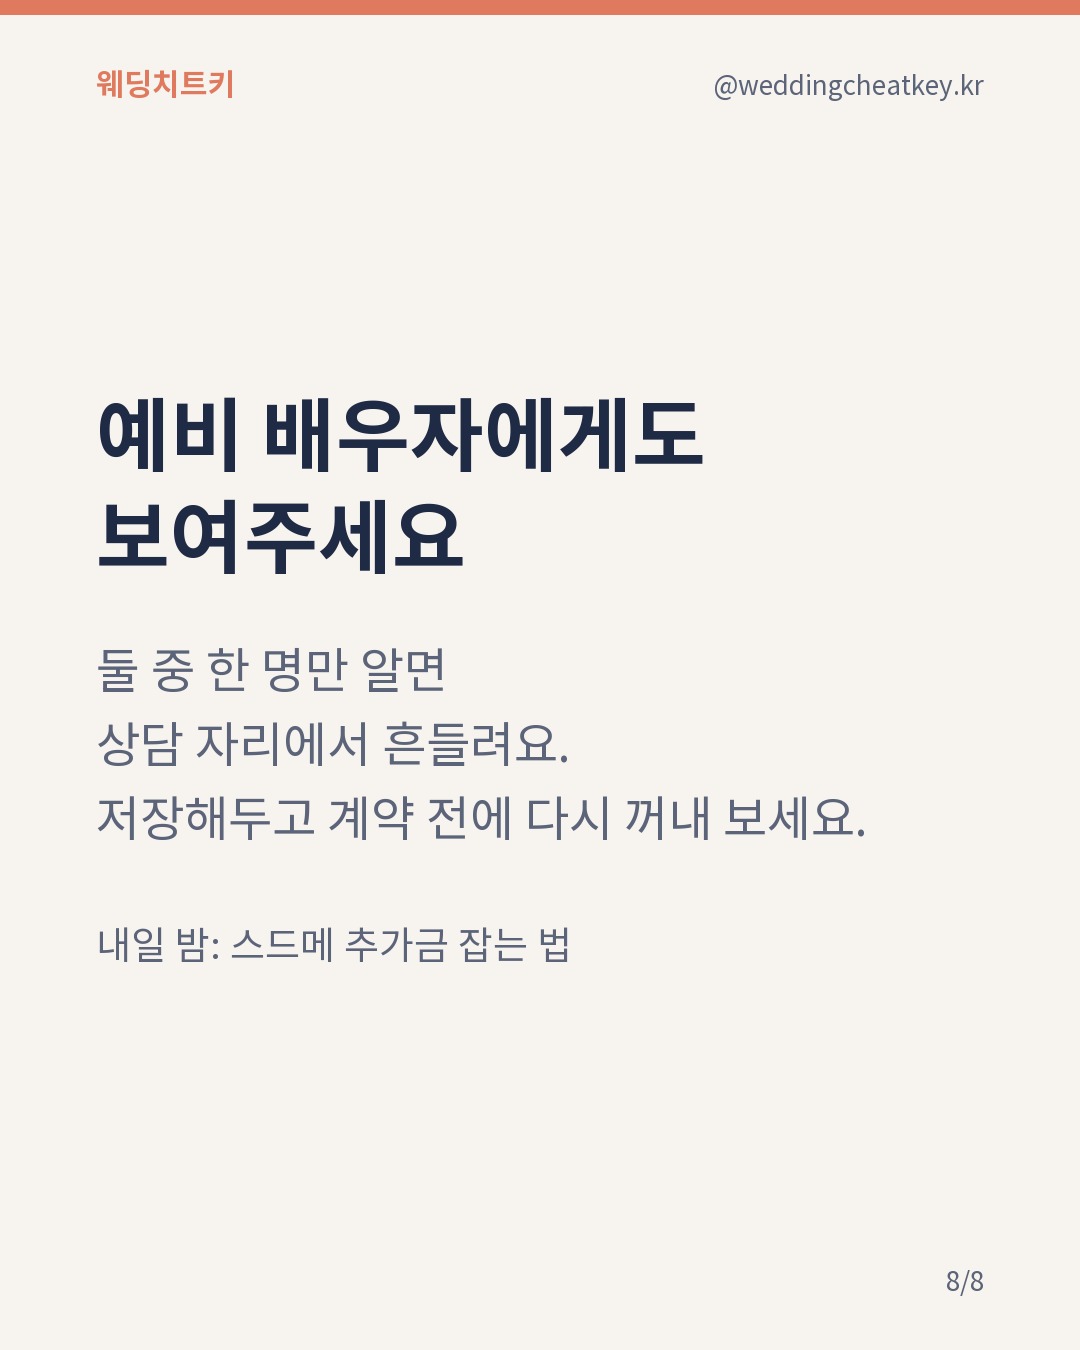 웨딩치트키
@weddingcheatkey.kr
예비 배우자에게도
보여주세요
둘 중 한 명만 알면
상담 자리에서 흔들려요.
저장해두고 계약 전에 다시 꺼내 보세요.
내일 밤: 스드메 추가금 잡는 법
8/8